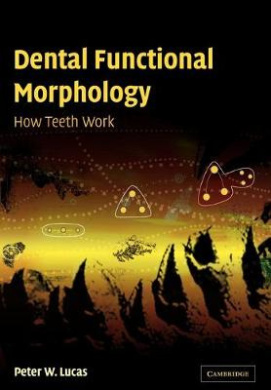 Dental Functional
Morphology
How Teeth Work
Peter W. Lucas
CAMBRIDGE